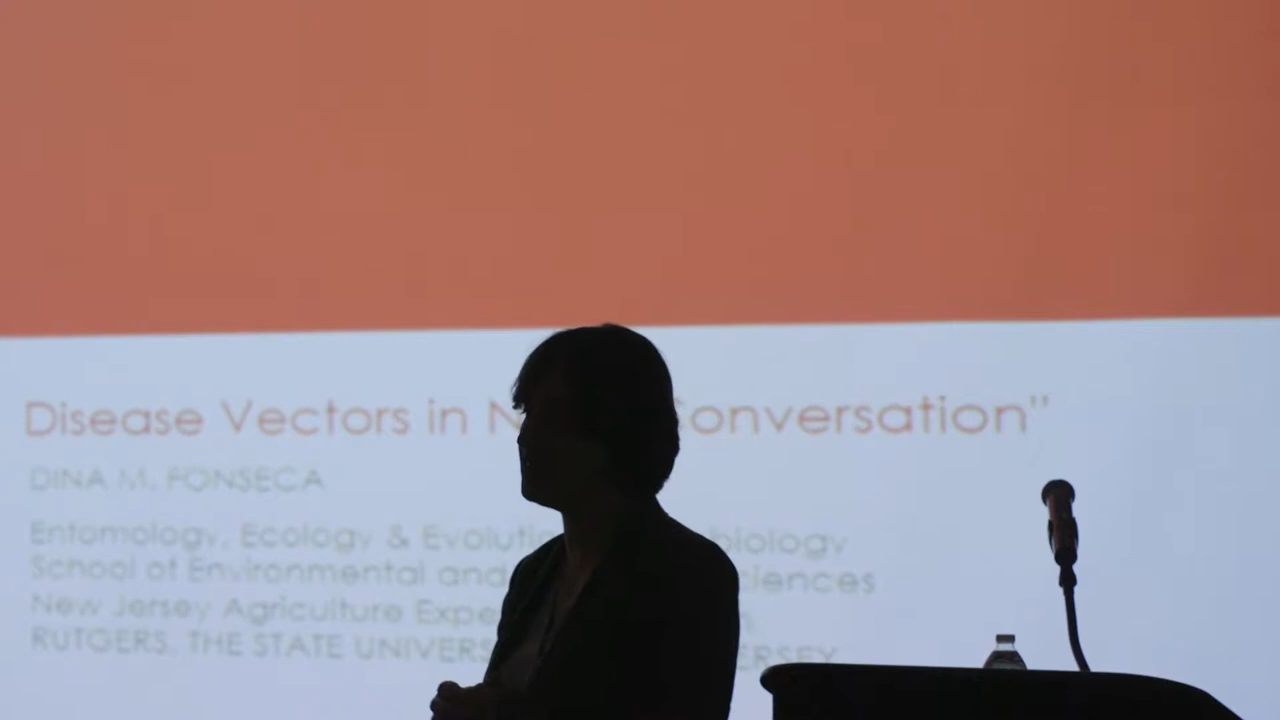 Disease Vectors in N Conversation"
DINA M. FONSECA
Entomology, Ecology & Evolutio biology
School of Environmental and ciences
New Jersey Agriculture Expe n
RUTGERS, THE STATE UNIVERS ERSEY